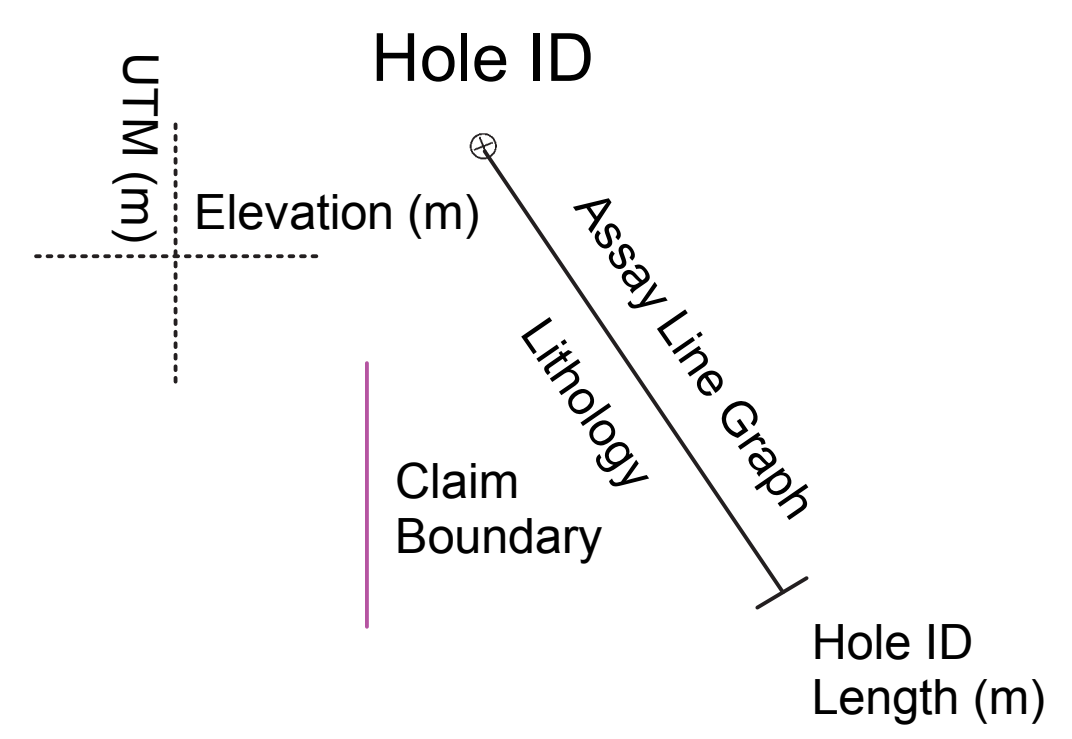 Hole ID
UTM (m)
Elevation (m)
Assay Line Graph
Lithology
Claim
Boundary
Hole ID
Length (m)